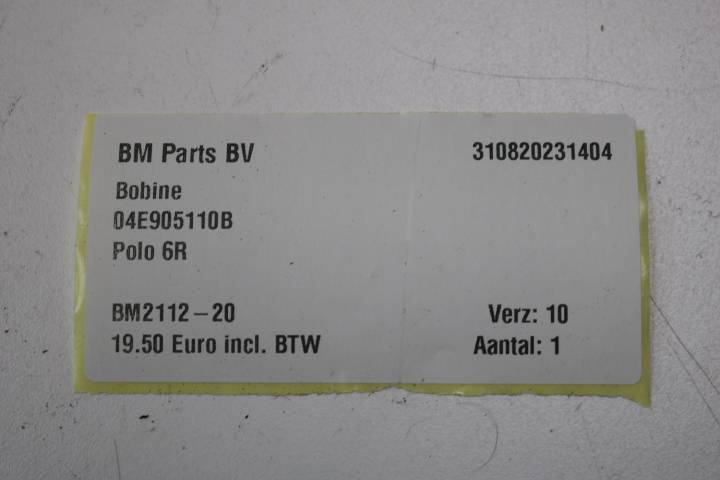 BM Parts BV 310820231404
Bobine
04E905110B
Polo 6R
BM2112-20 Verz: 10
19.50 Euro incl. BTW Aantal: 1